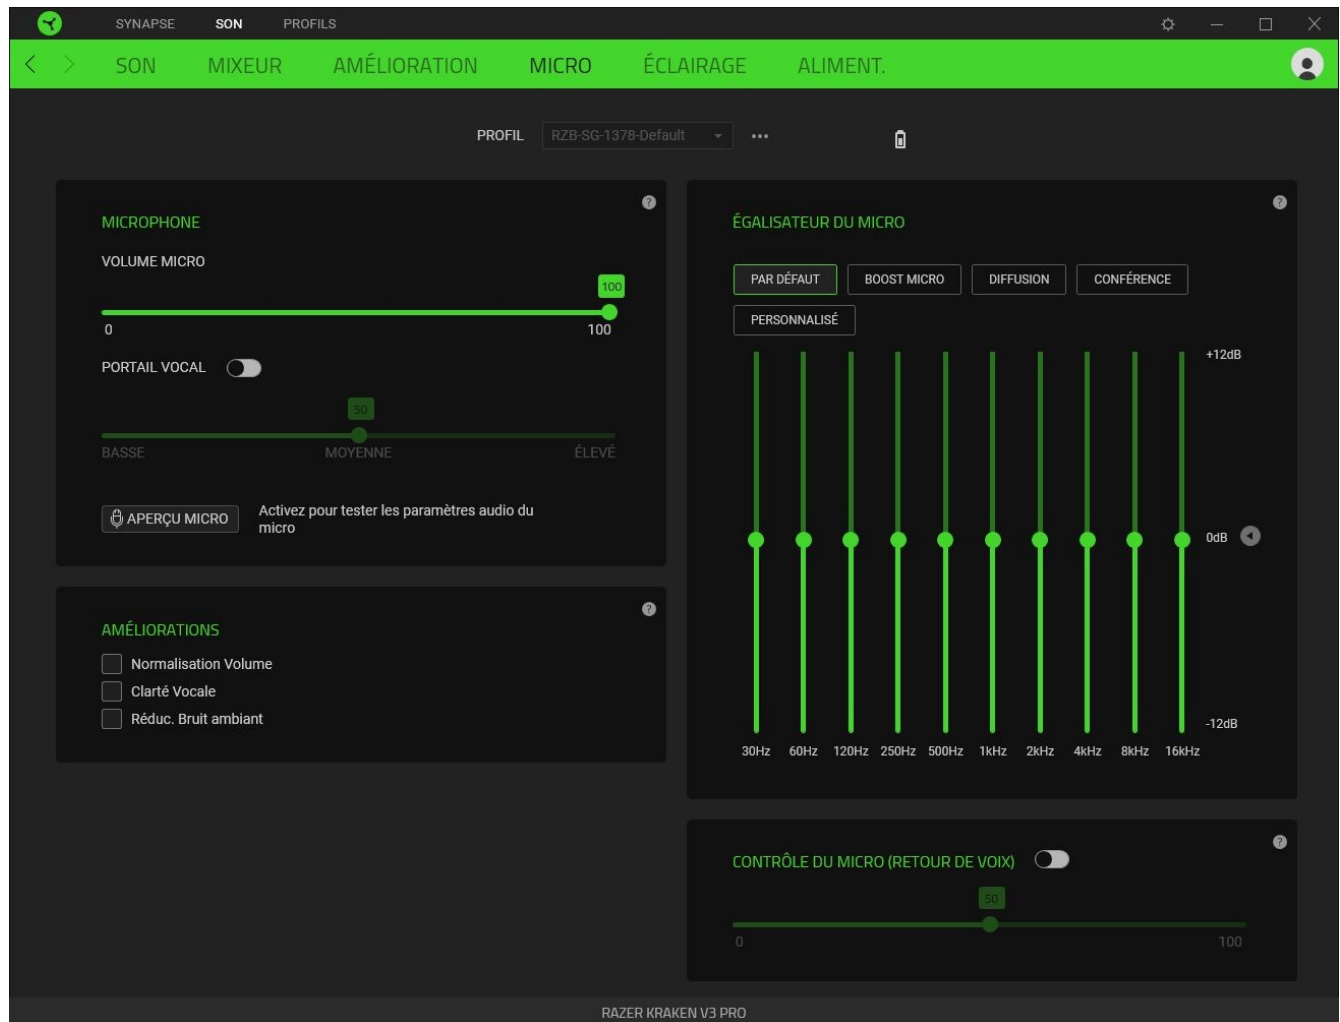 SYNAPSE SON PROFILS
SON MIXEUR AMÉLIORATION MICRO ÉCLAIRAGE ALIMENT.
PROFIL RZB-SG-1378-Default
MICROPHONE
VOLUME MICRO
100
0 100
PORTAIL VOCAL
50
BASSE MOYENNE ÉLEVÉ
APERÇU MICRO
Activez pour tester les paramètres audio du
micro
AMÉLIORATIONS
Normalisation Volume
Clarté Vocale
Réduc. Bruit ambiant
ÉGALISATEUR DU MICRO
PAR DÉFAUT BOOST MICRO DIFFUSION CONFÉRENCE
PERSONNALISÉ
+12dB
0dB
-12dB
30Hz 60Hz 120Hz 250Hz 500Hz 1kHz 2kHz 4kHz 8kHz 16kHz
CONTRÔLE DU MICRO (RETOUR DE VOIX)
50
0 100
RAZER KRAKEN V3 PRO